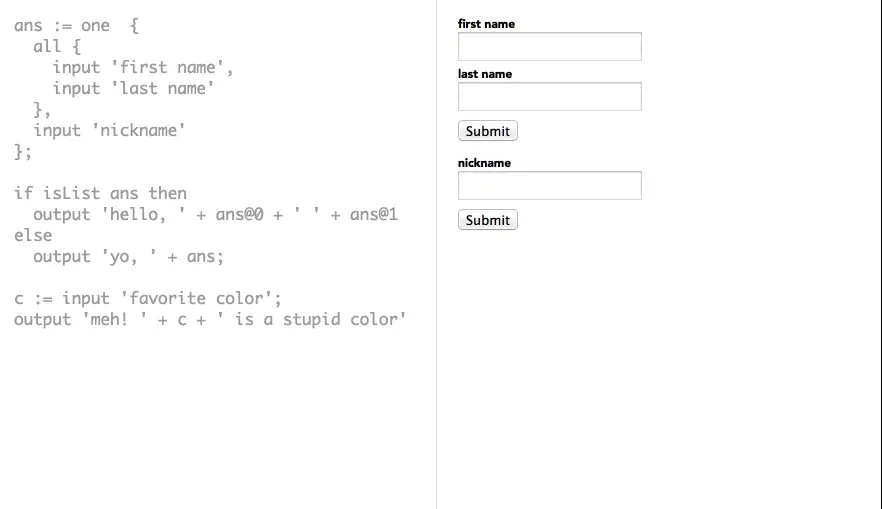 ans := one  {
  all {
    input 'first name',
    input 'last name'
  },
  input 'nickname'
};
if isList ans then
  output 'hello, ' + ans@0 + ' ' + ans@1
else
  output 'yo, ' + ans;
c := input 'favorite color';
output 'meh! ' + c + ' is a stupid color'
first name
last name
Submit
nickname
Submit